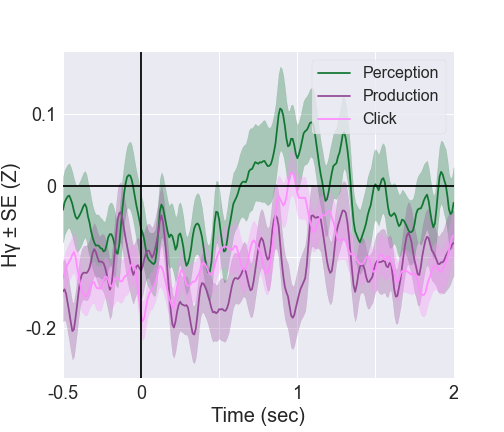 Perception
Production
Click
0.1
0
-0.2
Hγ ± SE (Z)
-0.5
0
1
2
Time (sec)